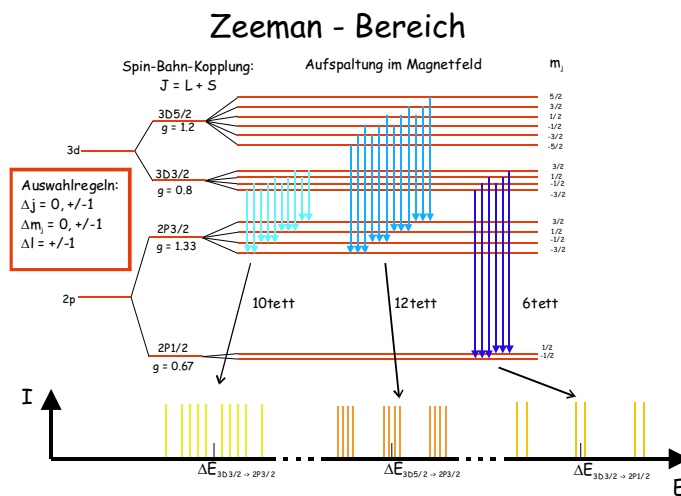 Zeeman - Bereich
Spin-Bahn-Kopplung:
J = L + S
Aufspaltung im Magnetfeld
m_j
3d
3D5/2
g = 1.2
5/2
3/2
1/2
-1/2
-3/2
-5/2
3D3/2
g = 0.8
3/2
1/2
-1/2
-3/2
Auswahlregeln:
Δj = 0, +/-1
Δm_j = 0, +/-1
Δl = +/-1
2p
2P3/2
g = 1.33
3/2
1/2
-1/2
-3/2
10tett
12tett
6tett
2P1/2
g = 0.67
1/2
-1/2
I
ΔE_3D3/2 -> 2P3/2
ΔE_3D5/2 -> 2P3/2
ΔE_3D3/2 -> 2P1/2
E